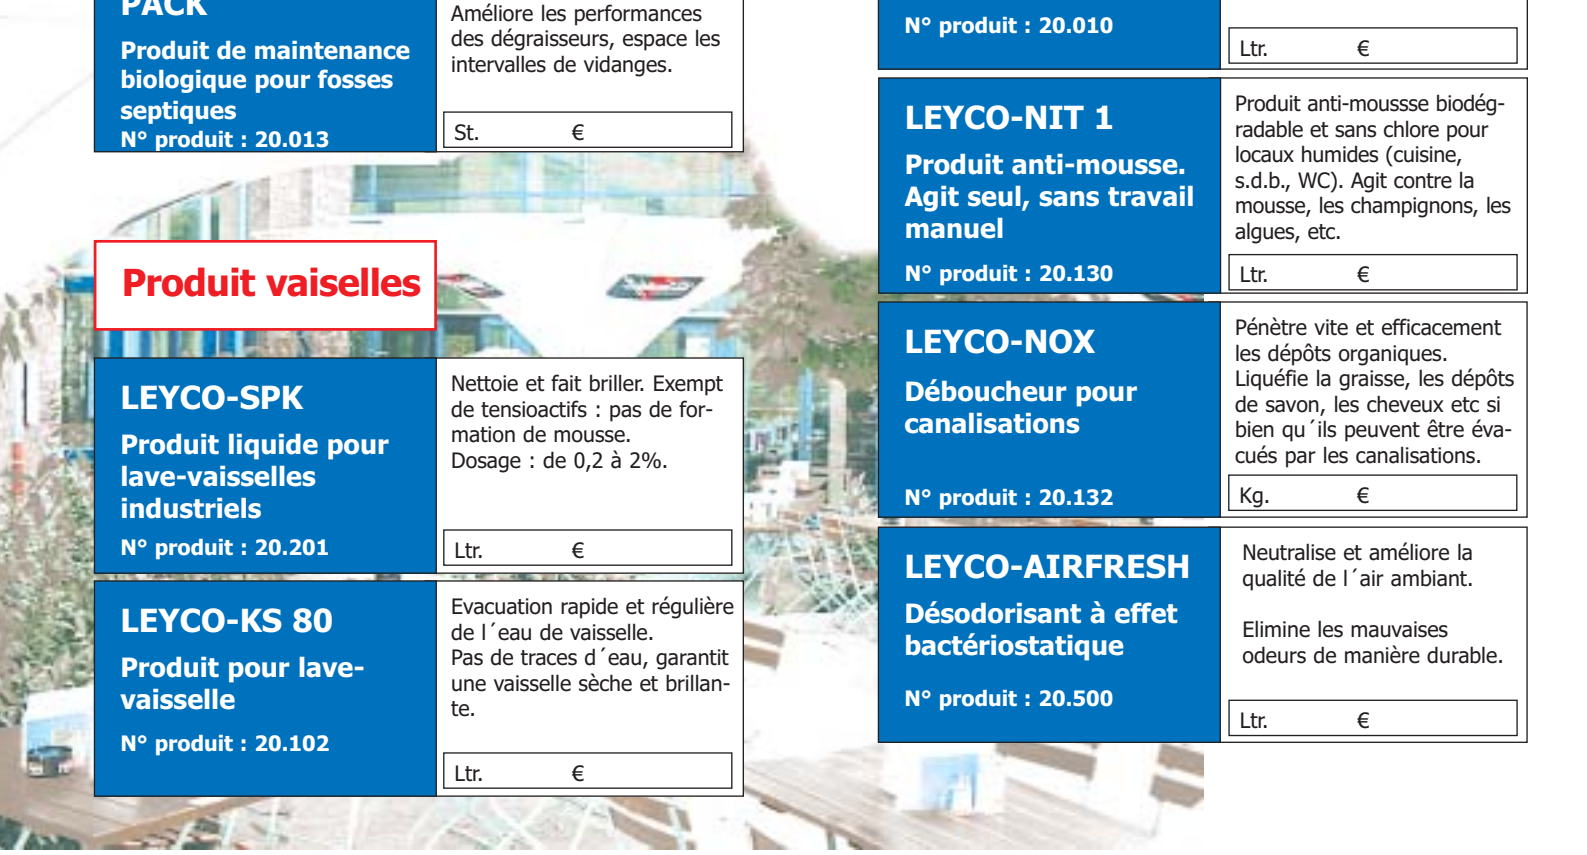 PACK
Produit de maintenance
biologique pour fosses
septiques
N° produit : 20.013
Améliore les performances
des dégraisseurs, espace les
intervalles de vidanges.
St. €
Produit vaiselles
LEYCO-SPK
Produit liquide pour
lave-vaisselles
industriels
N° produit : 20.201
Nettoie et fait briller. Exempt
de tensioactifs : pas de for-
mation de mousse.
Dosage : de 0,2 à 2%.
Ltr. €
LEYCO-KS 80
Produit pour lave-
vaisselle
N° produit : 20.102
Evacuation rapide et régulière
de l´eau de vaisselle.
Pas de traces d´eau, garantit
une vaisselle sèche et brillan-
te.
Ltr. €
N° produit : 20.010
Ltr. €
LEYCO-NIT 1
Produit anti-mousse.
Agit seul, sans travail
manuel
N° produit : 20.130
Produit anti-moussse biodég-
radable et sans chlore pour
locaux humides (cuisine,
s.d.b., WC). Agit contre la
mousse, les champignons, les
algues, etc.
Ltr. €
LEYCO-NOX
Déboucheur pour
canalisations
N° produit : 20.132
Pénètre vite et efficacement
les dépôts organiques.
Liquéfie la graisse, les dépôts
de savon, les cheveux etc si
bien qu´ils peuvent être éva-
cués par les canalisations.
Kg. €
LEYCO-AIRFRESH
Désodorisant à effet
bactériostatique
N° produit : 20.500
Neutralise et améliore la
qualité de l´air ambiant.
Elimine les mauvaises
odeurs de manière durable.
Ltr. €